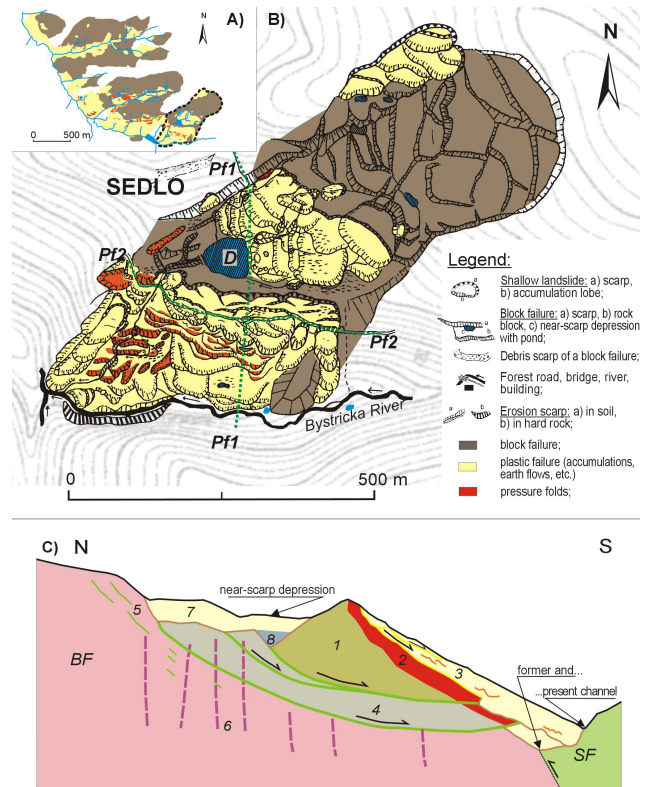 N
A)
0 500 m
B)
N
SEDLO
Pf1
Pf2
D
Pf2
Pf1
Bystricka River
0 500 m
Legend:
a
b
Shallow landslide: a) scarp,
b) accumulation lobe;
a
b
c
Block failure: a) scarp, b) rock
block, c) near-scarp depression
with pond;
Debris scarp of a block failure;
Forest road, bridge, river,
building;
a
b
Erosion scarp: a) in soil,
b) in hard rock;
block failure;
plastic failure (accumulations,
earth flows, etc.)
pressure folds;
C)
N
S
near-scarp depression
5
7
8
1
2
3
former and...
...present channel
BF
4
6
SF